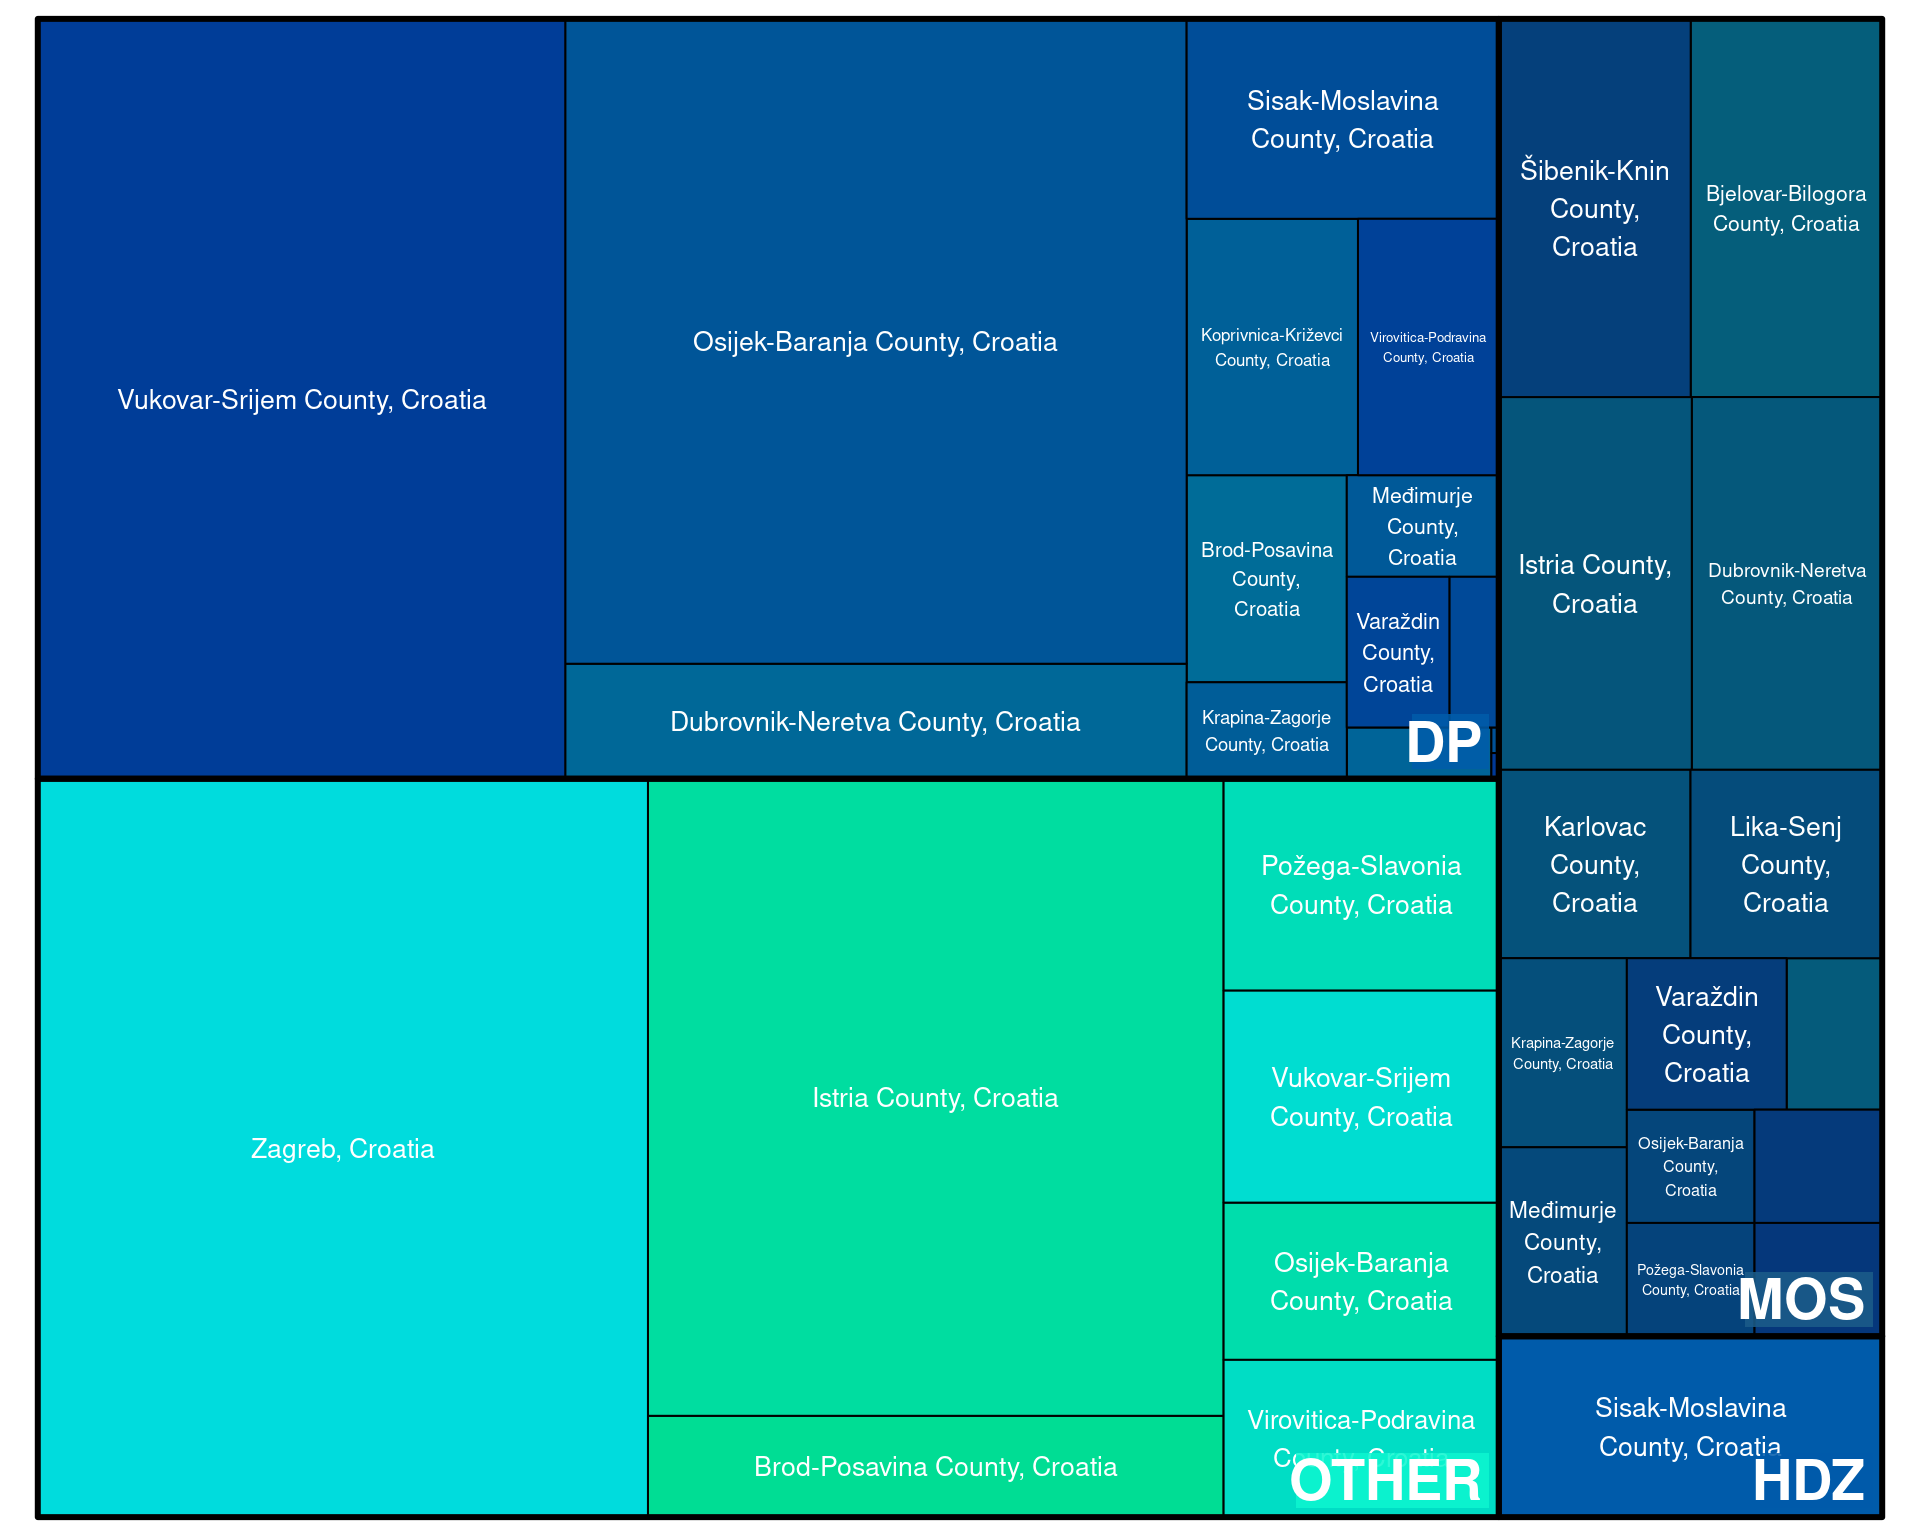 Vukovar-Srijem County, Croatia
Osijek-Baranja County, Croatia
Dubrovnik-Neretva County, Croatia
Sisak-Moslavina
County, Croatia
Koprivnica-Križevci
County, Croatia
Virovitica-Podravina
County, Croatia
Brod-Posavina
County,
Croatia
Međimurje
County,
Croatia
Varaždin
County,
Croatia
Krapina-Zagorje
County, Croatia
DP
Zagreb, Croatia
Istria County, Croatia
Brod-Posavina County, Croatia
Požega-Slavonia
County, Croatia
Vukovar-Srijem
County, Croatia
Osijek-Baranja
County, Croatia
Virovitica-Podravina
County, Croatia
OTHER
Šibenik-Knin
County,
Croatia
Bjelovar-Bilogora
County, Croatia
Istria County,
Croatia
Dubrovnik-Neretva
County, Croatia
Karlovac
County,
Croatia
Lika-Senj
County,
Croatia
Krapina-Zagorje
County, Croatia
Varaždin
County,
Croatia
Međimurje
County,
Croatia
Osijek-Baranja
County,
Croatia
Požega-Slavonia
County, Croatia
MOS
Sisak-Moslavina
County, Croatia
HDZ